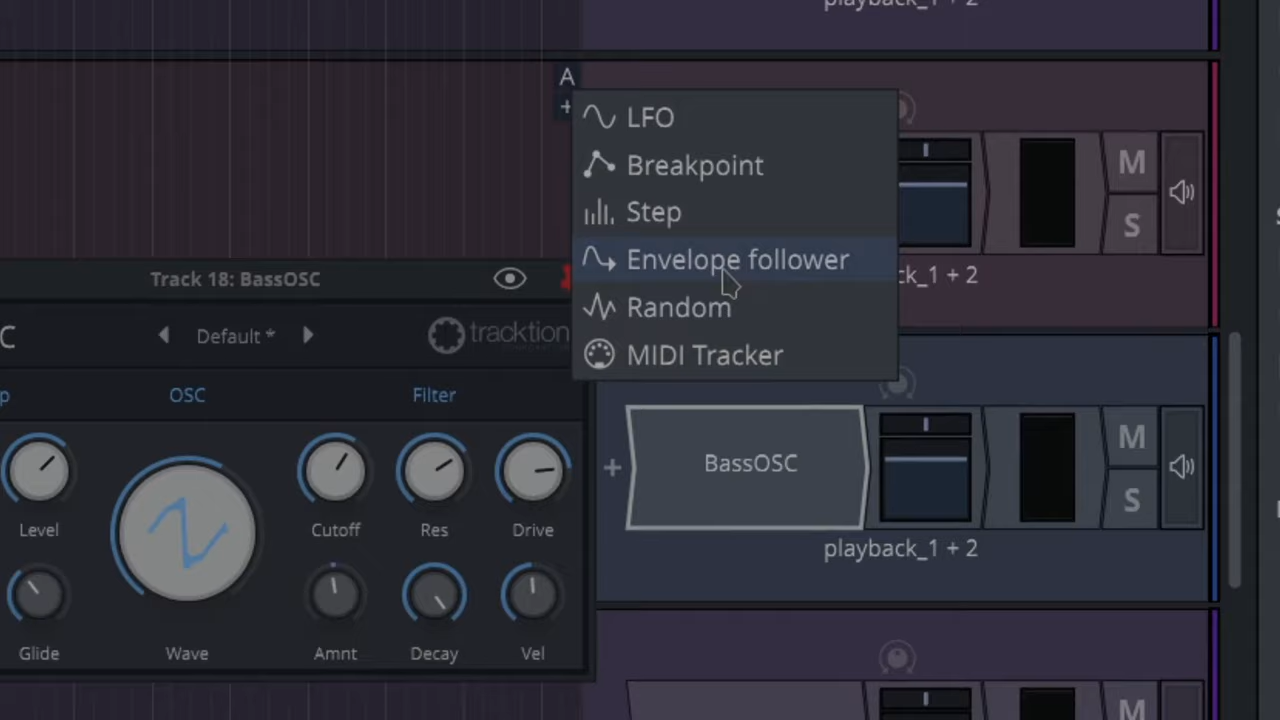 playback_1 + 2
A
+
LFO
Breakpoint
Step
Envelope follower
Random
MIDI Tracker
M
S
ck_1 + 2
Track 18: BassOSC
C
Default *
tracktion
p
OSC
Filter
Level
Cutoff
Res
Drive
Glide
Wave
Amnt
Decay
Vel
+
BassOSC
M
S
playback_1 + 2
M